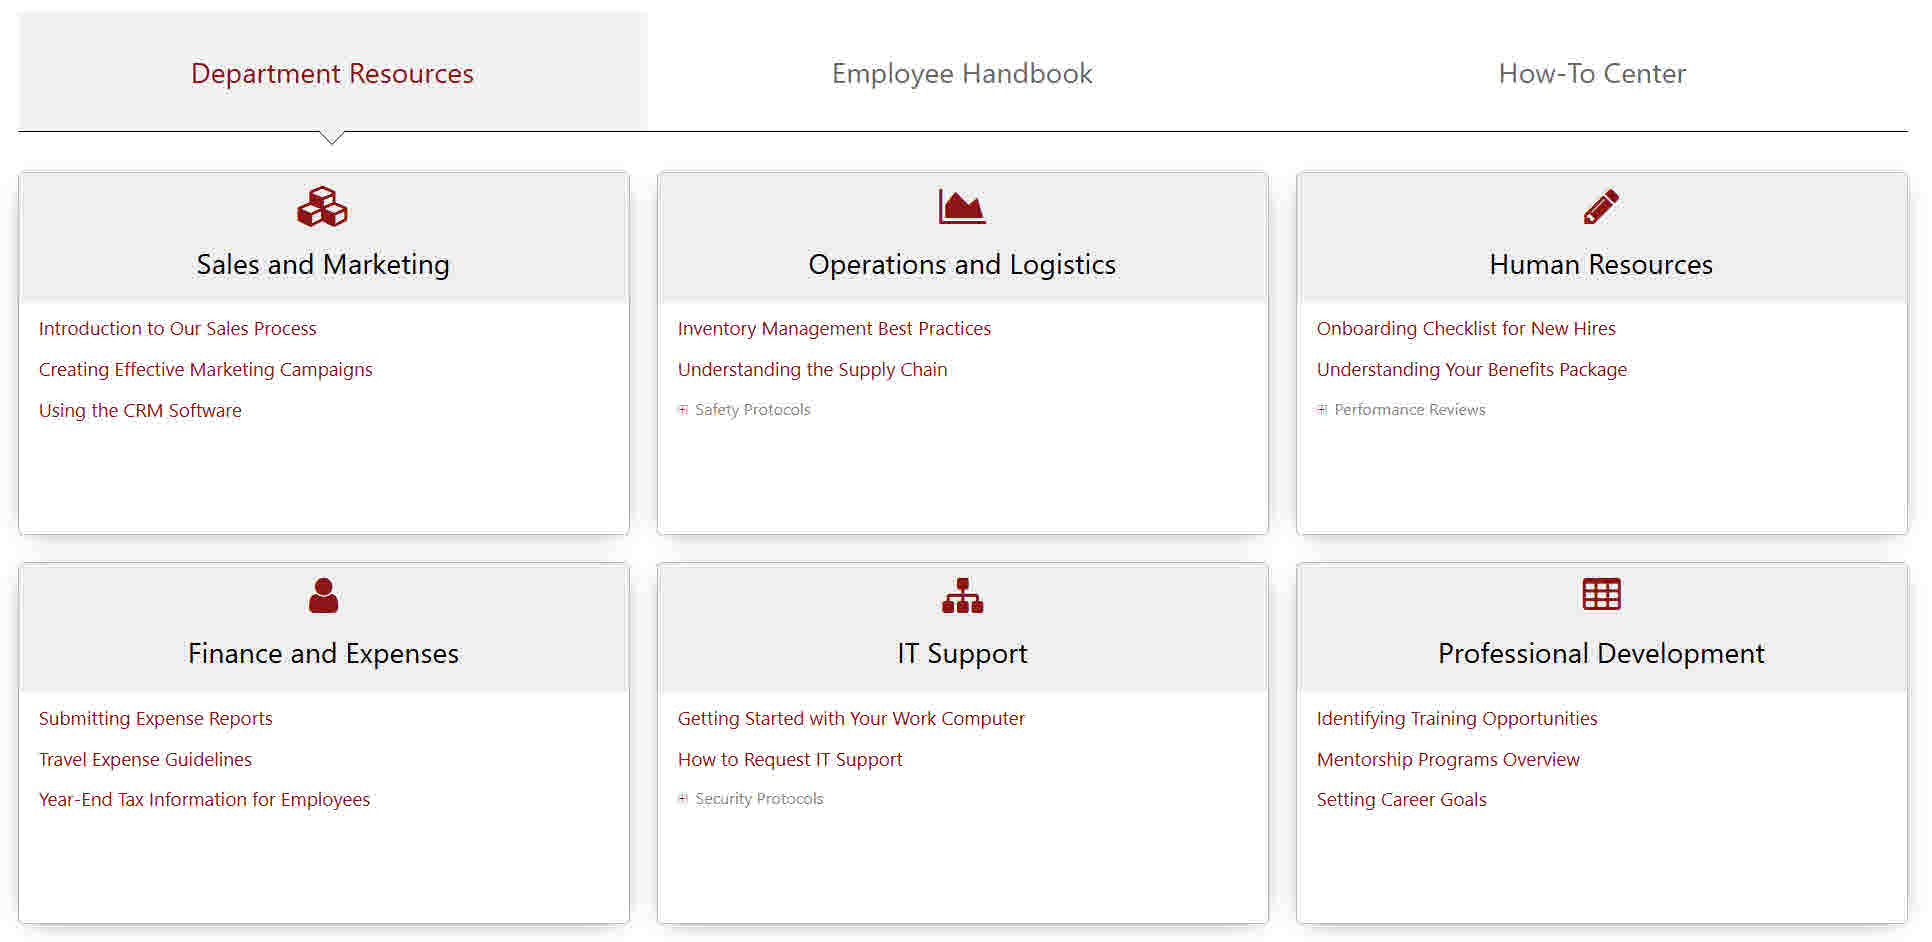 Department Resources
Employee Handbook
How-To Center
Sales and Marketing
Introduction to Our Sales Process
Creating Effective Marketing Campaigns
Using the CRM Software
Operations and Logistics
Inventory Management Best Practices
Understanding the Supply Chain
Safety Protocols
Human Resources
Onboarding Checklist for New Hires
Understanding Your Benefits Package
Performance Reviews
Finance and Expenses
Submitting Expense Reports
Travel Expense Guidelines
Year-End Tax Information for Employees
IT Support
Getting Started with Your Work Computer
How to Request IT Support
Security Protocols
Professional Development
Identifying Training Opportunities
Mentorship Programs Overview
Setting Career Goals